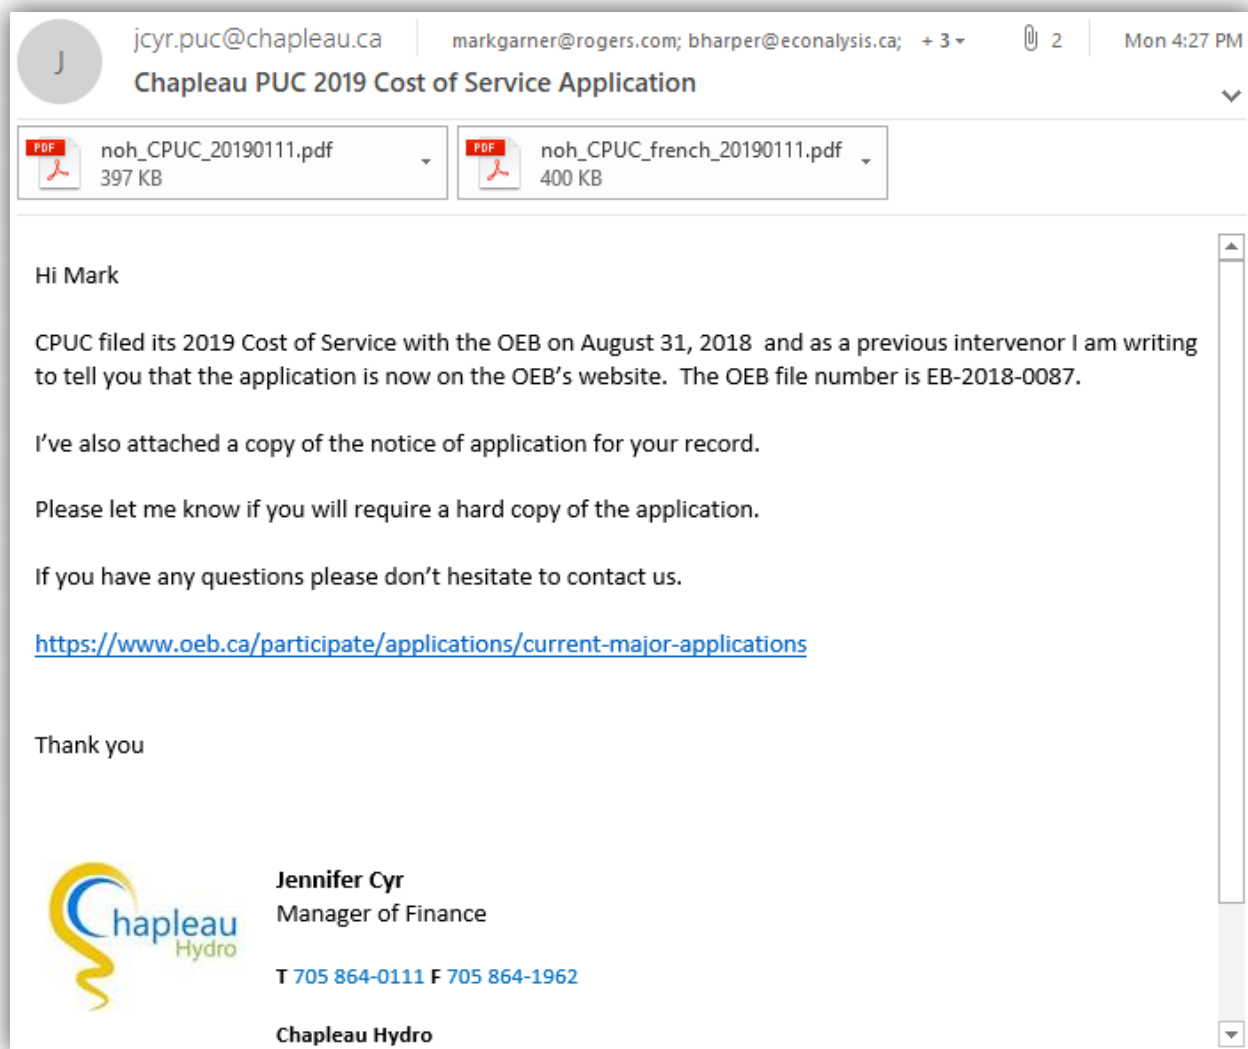 J
jcyr.puc@chapleau.ca markgarner@rogers.com; bharper@econalysis.ca; + 3 2 Mon 4:27 PM
Chapleau PUC 2019 Cost of Service Application
PDF noh_CPUC_20190111.pdf
397 KB
PDF noh_CPUC_french_20190111.pdf
400 KB
Hi Mark
CPUC filed its 2019 Cost of Service with the OEB on August 31, 2018  and as a previous intervenor I am writing
to tell you that the application is now on the OEB’s website.  The OEB file number is EB-2018-0087.
I’ve also attached a copy of the notice of application for your record.
Please let me know if you will require a hard copy of the application.
If you have any questions please don’t hesitate to contact us.
https://www.oeb.ca/participate/applications/current-major-applications
Thank you
Chapleau
Hydro
Jennifer Cyr
Manager of Finance
T 705 864-0111 F 705 864-1962
Chapleau Hydro